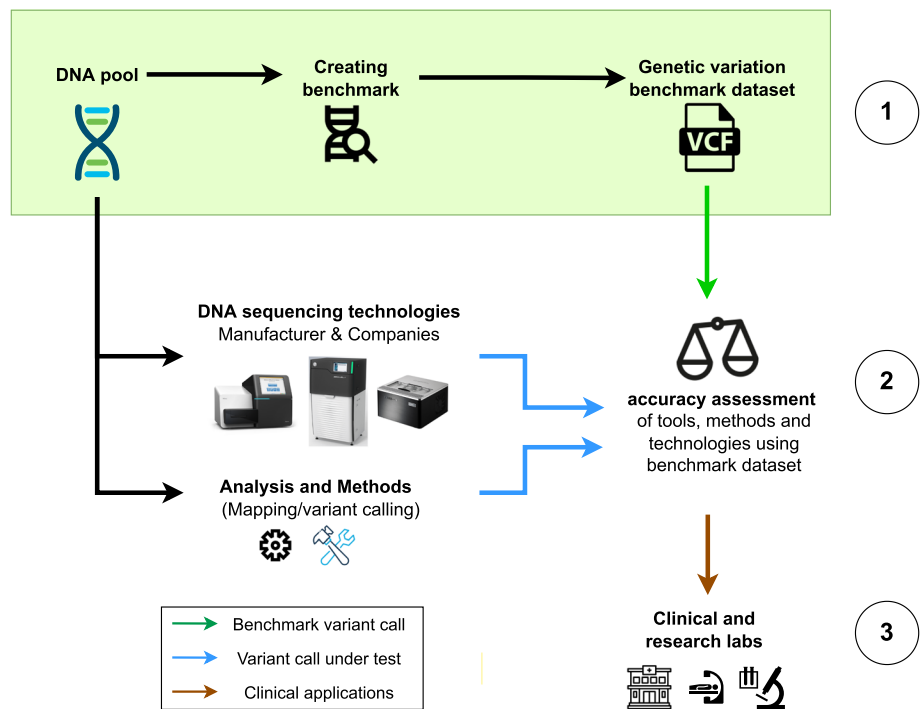 DNA pool
Creating
benchmark
Genetic variation
benchmark dataset
VCF
1
DNA sequencing technologies
Manufacturer & Companies
accuracy assessment
of tools, methods and
technologies using
benchmark dataset
2
Analysis and Methods
(Mapping/variant calling)
Benchmark variant call
Variant call under test
Clinical applications
Clinical and
research labs
3